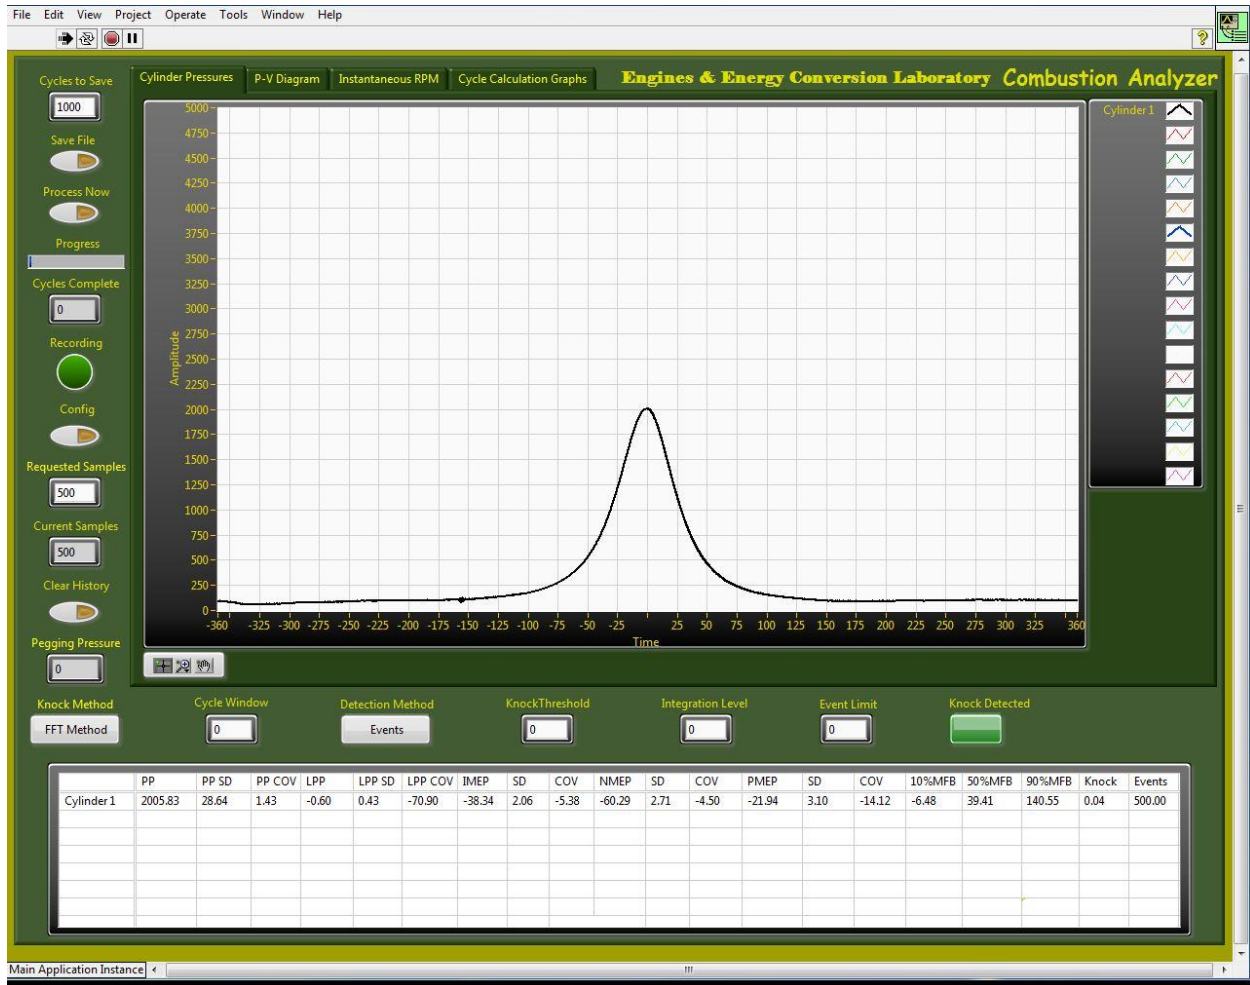 File Edit View Project Operate Tools Window Help
Cylinder Pressures P-V Diagram Instantaneous RPM Cycle Calculation Graphs Engines & Energy Conversion Laboratory Combustion Analyzer
Cycles to Save
1000
Save File
Process Now
Progress
Cycles Complete
0
Recording
Config
Requested Samples
500
Current Samples
500
Clear History
Pegging Pressure
0
Amplitude
5000
4750
4500
4250
4000
3750
3500
3250
3000
2750
2500
2250
2000
1750
1500
1250
1000
750
500
250
0
-360 -325 -300 -275 -250 -225 -200 -175 -150 -125 -100 -75 -50 -25 25 50 75 100 125 150 175 200 225 250 275 300 325 360
Time
Cylinder 1
Knock Method
FFT Method
Cycle Window
0
Detection Method
Events
KnockThreshold
0
Integration Level
0
Event Limit
0
Knock Detected
PP PP SD PP COV LPP LPP SD LPP COV IMEP SD COV NMEP SD COV PMEP SD COV 10%MFB 50%MFB 90%MFB Knock Events
Cylinder 1 2005.83 28.64 1.43 -0.60 0.43 -70.90 -38.34 2.06 -5.38 -60.29 2.71 -4.50 -21.94 3.10 -14.12 -6.48 39.41 140.55 0.04 500.00
Main Application Instance